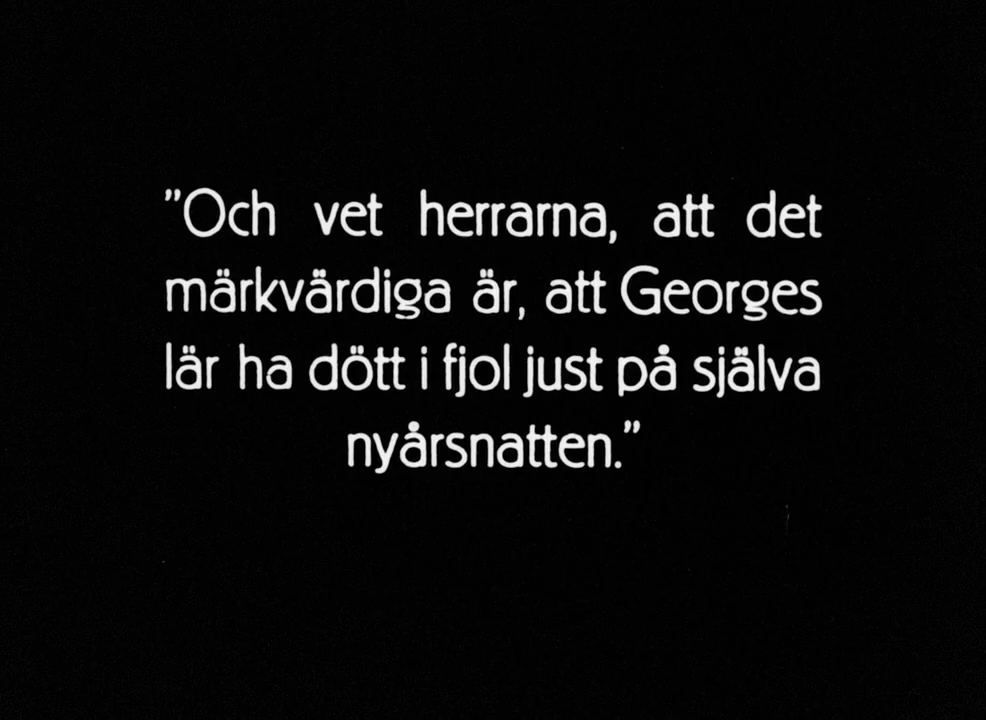 ”Och vet herrarna, att det
märkvärdiga är, att Georges
lär ha dött i fjol just på själva
nyårsnatten.”